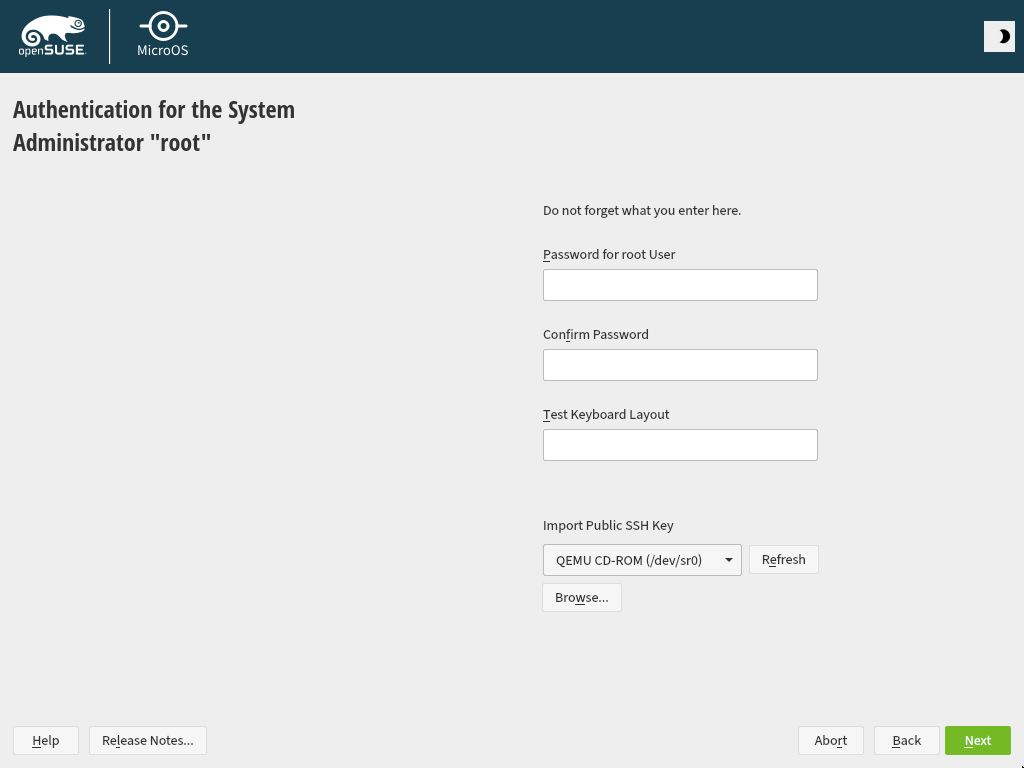 openSUSE
MicroOS
Authentication for the System
Administrator "root"
Do not forget what you enter here.
Password for root User
Confirm Password
Test Keyboard Layout
Import Public SSH Key
QEMU CD-ROM (/dev/sr0)
Refresh
Browse...
Help
Release Notes...
Abort
Back
Next